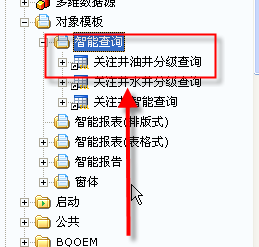 多维数据源
对象模板
智能查询
关注井油井分级查询
关注井水井分级查询
关注井智能查询
智能报表(排版式)
智能报表(表格式)
智能报告
窗体
启动
公共
BQOEM